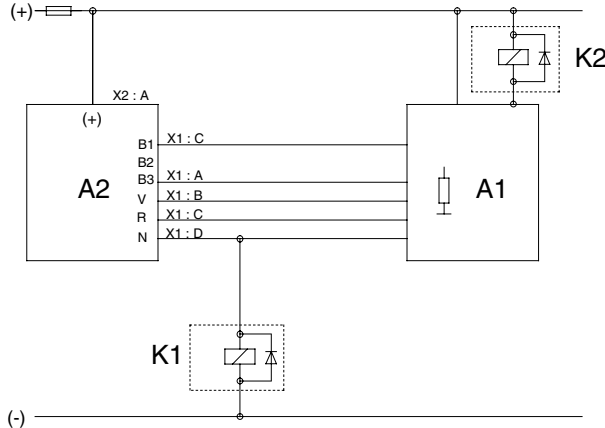 (+)
K2
X2 : A
(+)
B1 X1 : C
B2
B3 X1 : A
A2
A1
V X1 : B
R X1 : C
N X1 : D
K1
(-)